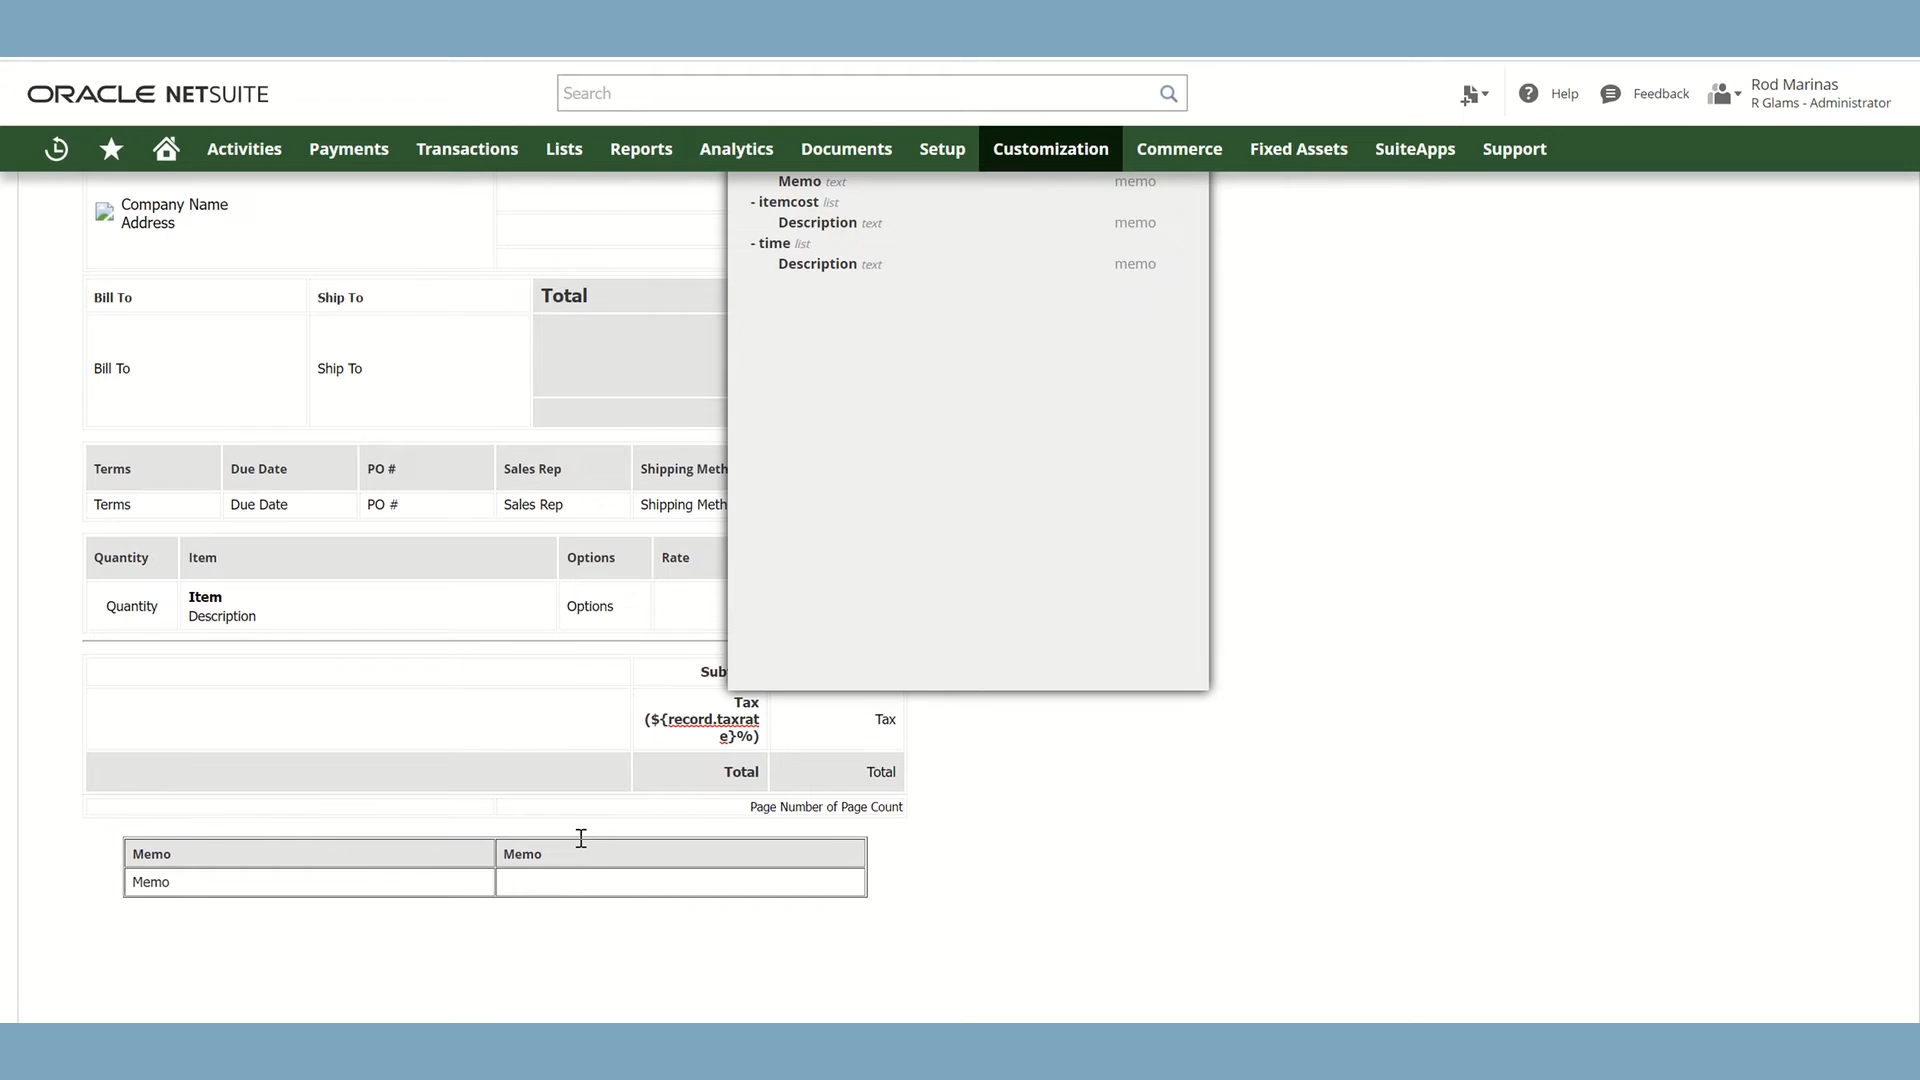 ORACLE NETSUITE
Search
Help
Feedback
Rod Marinas
R Glams - Administrator
Activities
Payments
Transactions
Lists
Reports
Analytics
Documents
Setup
Customization
Commerce
Fixed Assets
SuiteApps
Support
Company Name
Address
Memo text memo
- itemcost list
Description text memo
- time list
Description text memo
Bill To
Ship To
Total
Bill To
Ship To
Terms
Due Date
PO #
Sales Rep
Shipping Meth
Terms
Due Date
PO #
Sales Rep
Shipping Meth
Quantity
Item
Options
Rate
Quantity
Item
Description
Options
Sub
Tax
(${record.taxrat
e}%)
Tax
Total
Total
Page Number of Page Count
Memo
Memo
Memo